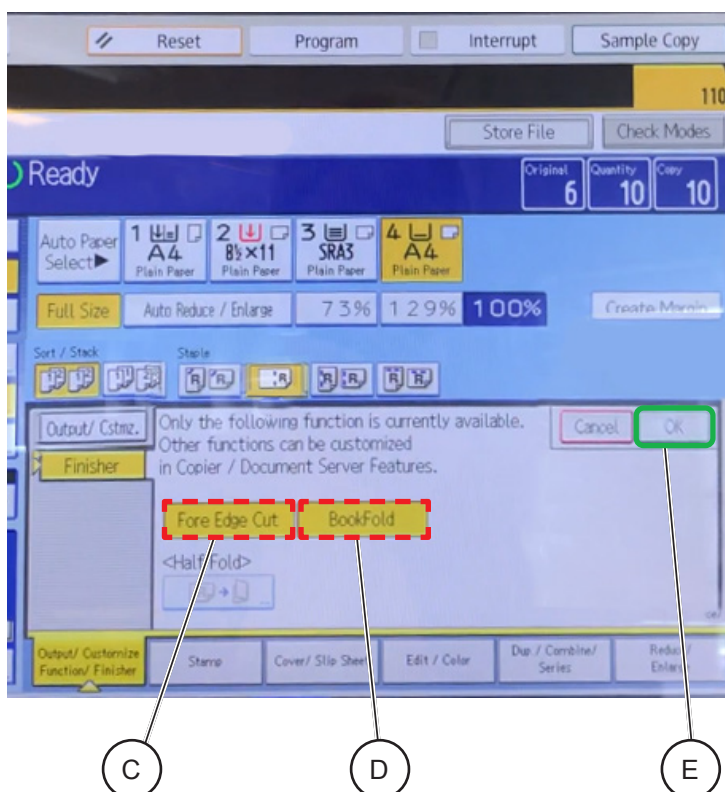 Reset Program Interrupt Sample Copy
110
Store File Check Modes
Ready
Original Quantity Copy
6 10 10
Auto Paper Select▶
1 A4 Plain Paper
2 8½×11 Plain Paper
3 SRA3 Plain Paper
4 A4 Plain Paper
Full Size Auto Reduce / Enlarge 73% 129% 100% Create Margin
Sort / Stack Staple
Output/ Cstmz.
Finisher
Only the following function is currently available.
Other functions can be customized
in Copier / Document Server Features.
Cancel OK
Fore Edge Cut BookFold
<Half Fold>
Output/ Customize
Function/ Finisher
Stamp
Cover/ Slip Sheet
Edit / Color
Dup / Combine/
Series
Reduce/
Enlarge
C D E